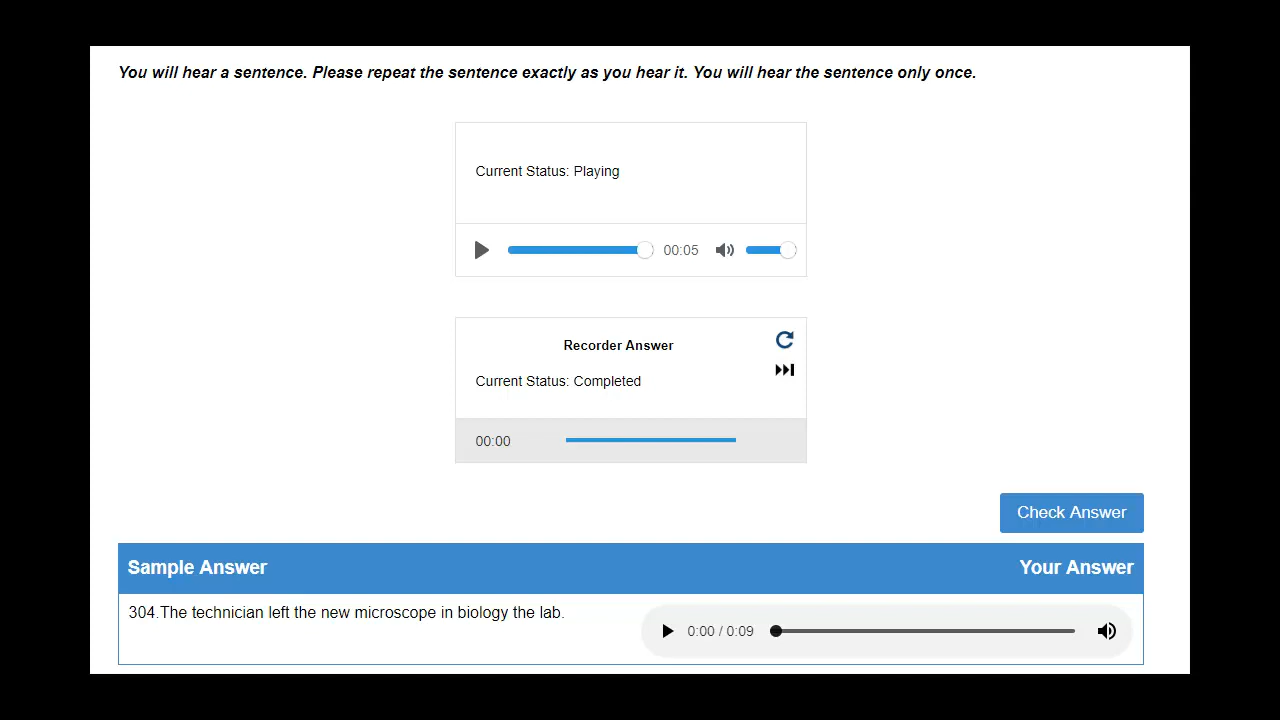 You will hear a sentence. Please repeat the sentence exactly as you hear it. You will hear the sentence only once.
Current Status: Playing
00:05
Recorder Answer
Current Status: Completed
00:00
Check Answer
Sample Answer
Your Answer
304.The technician left the new microscope in biology the lab.
0:00 / 0:09